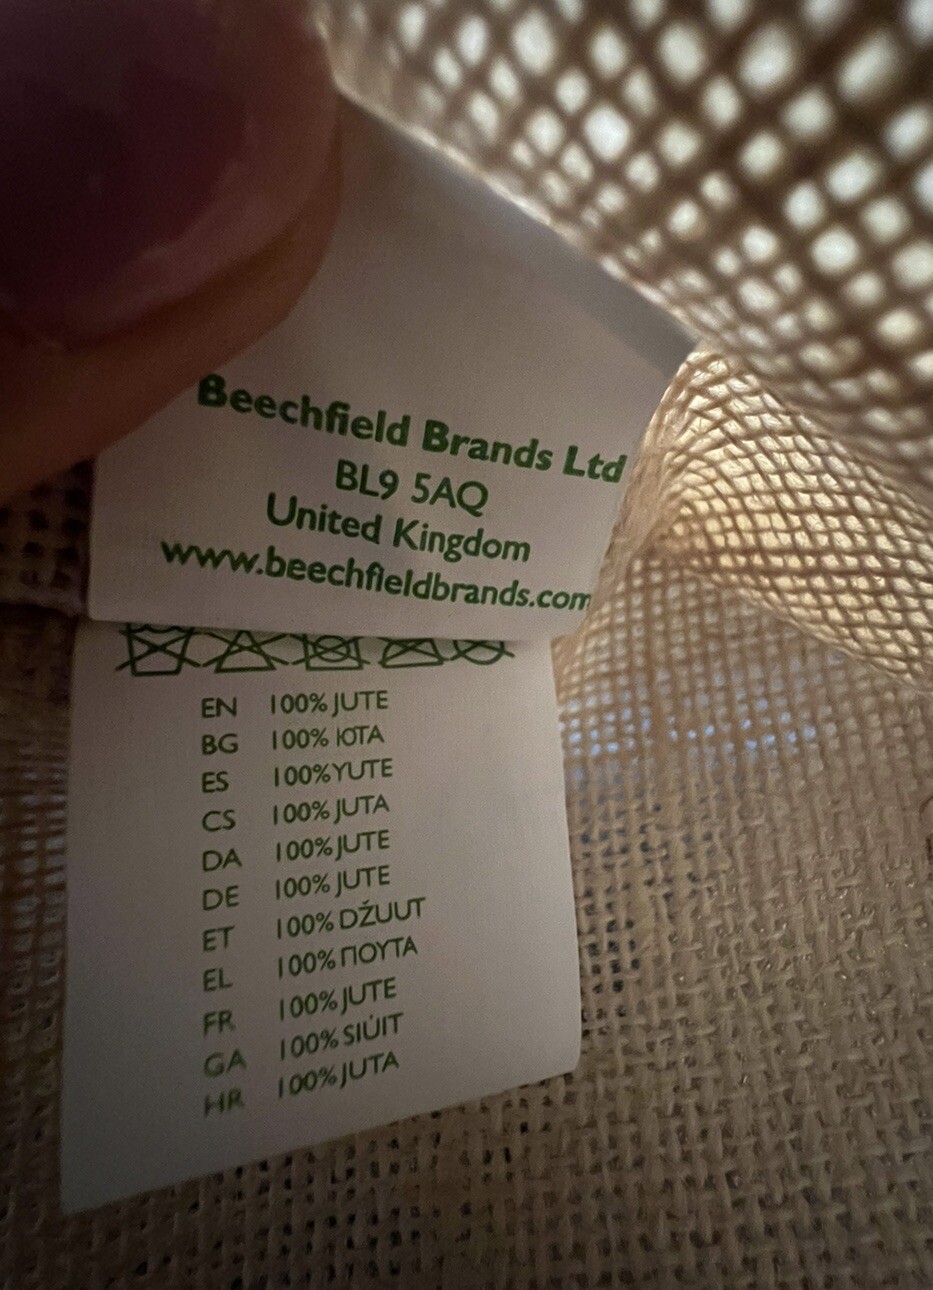 Beechfield Brands Ltd
BL9 5AQ
United Kingdom
www.beechfieldbrands.com
EN 100% JUTE
BG 100% ЮТА
ES 100% YUTE
CS 100% JUTA
DA 100% JUTE
DE 100% JUTE
ET 100% DŽUUT
EL 100% ΠΟΥΤΑ
FR 100% JUTE
GA 100% SIÚIT
HR 100% JUTA